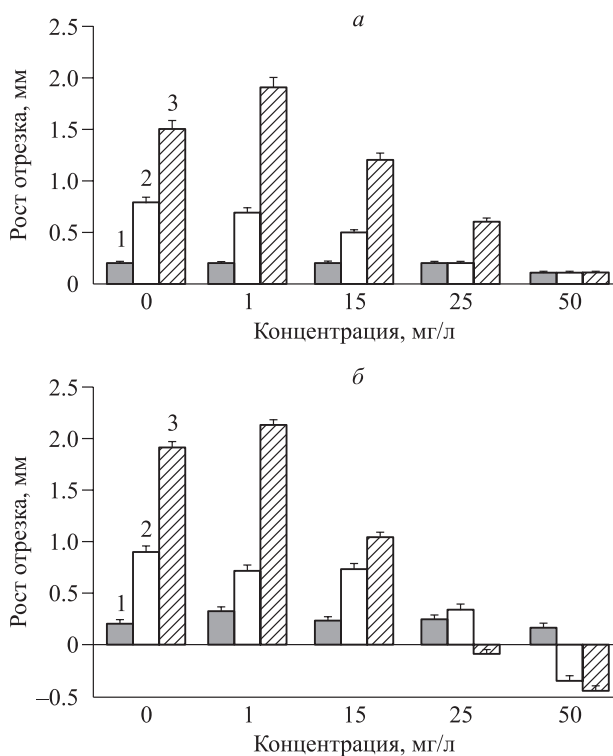 а
2.5
2.0
1.5
1.0
0.5
0
Рост отрезка, мм
1
2
3
0 1 15 25 50
Концентрация, мг/л
б
2.5
2.0
1.5
1.0
0.5
0
–0.5
Рост отрезка, мм
1
2
3
0 1 15 25 50
Концентрация, мг/л